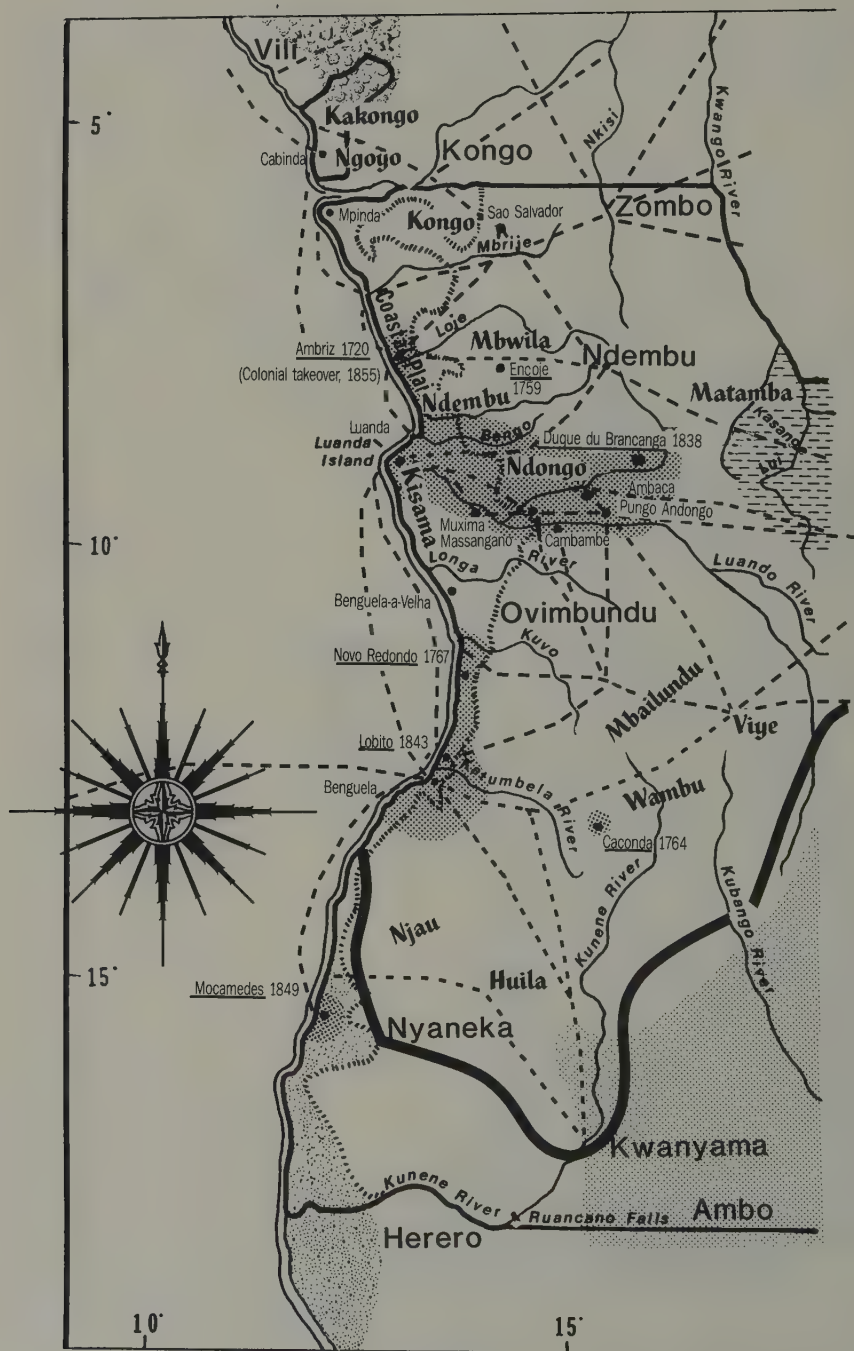 Vili
5°
Kakongo
Cabinda
Ngoyo
Kongo
Nkisi
Kwango River
Zombo
Mpinda
Kongo
Sao Salvador
Mbrije
Coastal Plai
Loje
Mbwila
Ambriz 1720
(Colonial takeover, 1855)
Encoje
1759
Ndembu
Ndembu
Matamba
Kasange
Lui
Luanda
Luanda
Island
Bengo
Duque du Brancanga 1838
Ndongo
Kisama
Ambaca
Pungo Andongo
Muxima
Massangano
Cambambe
10°
Longa River
Luando River
Benguela-a-Velha
Ovimbundu
Kuvo
Novo Redondo 1767
Mbailundu
Viye
Lobito 1843
Benguela
Katumbela River
Wambu
Caconda 1764
Kunene River
Kubango River
N
Njau
15°
Huila
Mocamedes 1849
Nyaneka
Kwanyama
Kunene River
Ruancano Falls
Ambo
Herero
10°
15°